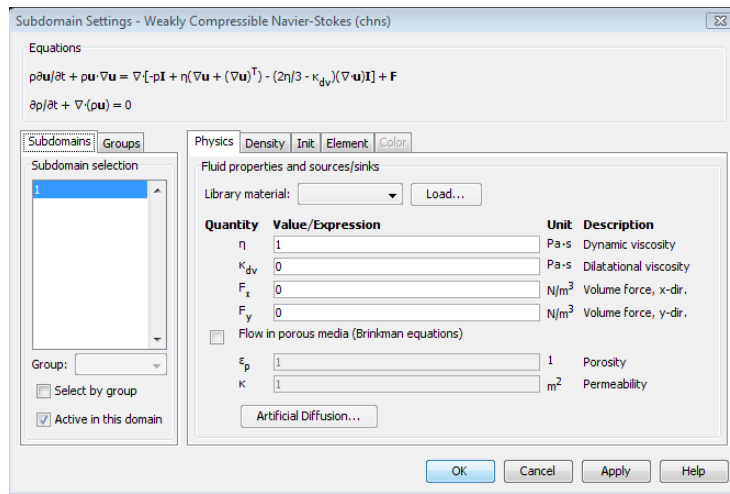 Subdomain Settings - Weakly Compressible Navier-Stokes (chns)
Equations
ρ∂u/∂t + ρu·∇u = ∇·[-pI + η(∇u + (∇u)ᵀ) - (2η/3 - κdv)(∇·u)I] + F
∂ρ/∂t + ∇·(ρu) = 0
Subdomains Groups
Subdomain selection
1
Group:
Select by group
Active in this domain
Physics Density Init Element Color
Fluid properties and sources/sinks
Library material: Load...
Quantity Value/Expression Unit Description
η 1 Pa·s Dynamic viscosity
κdv 0 Pa·s Dilatational viscosity
Fx 0 N/m³ Volume force, x-dir.
Fy 0 N/m³ Volume force, y-dir.
Flow in porous media (Brinkman equations)
εp 1 1 Porosity
κ 1 m² Permeability
Artificial Diffusion...
OK Cancel Apply Help